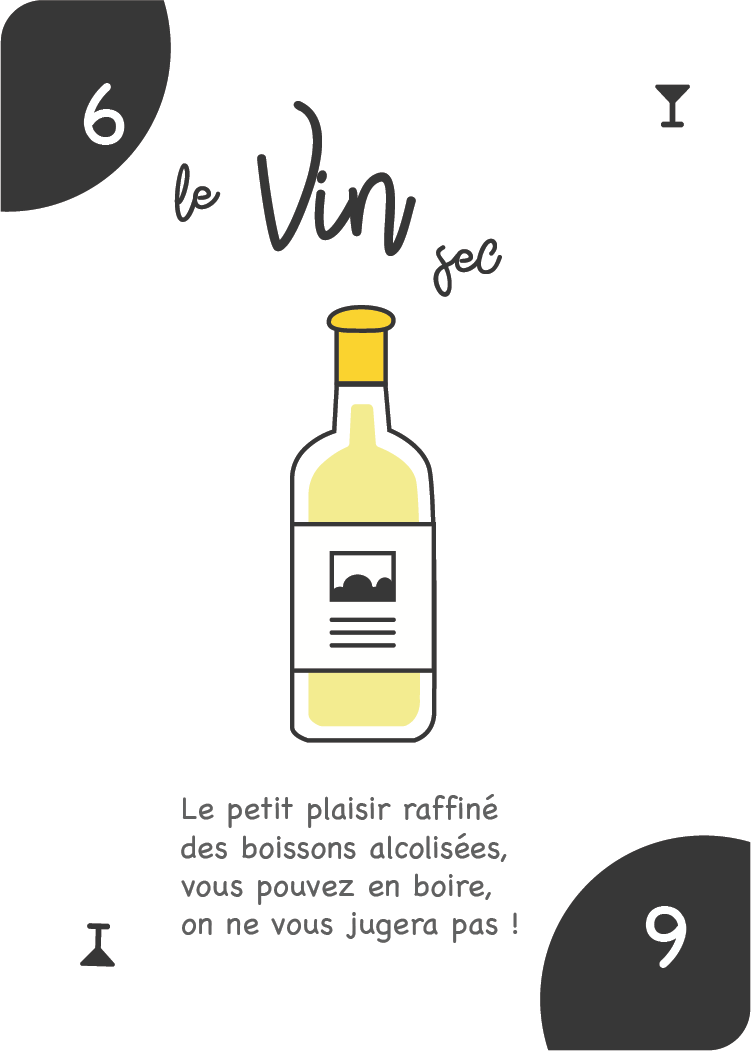 6
le Vin sec
Le petit plaisir raffiné
des boissons alcolisées,
vous pouvez en boire,
on ne vous jugera pas !
9